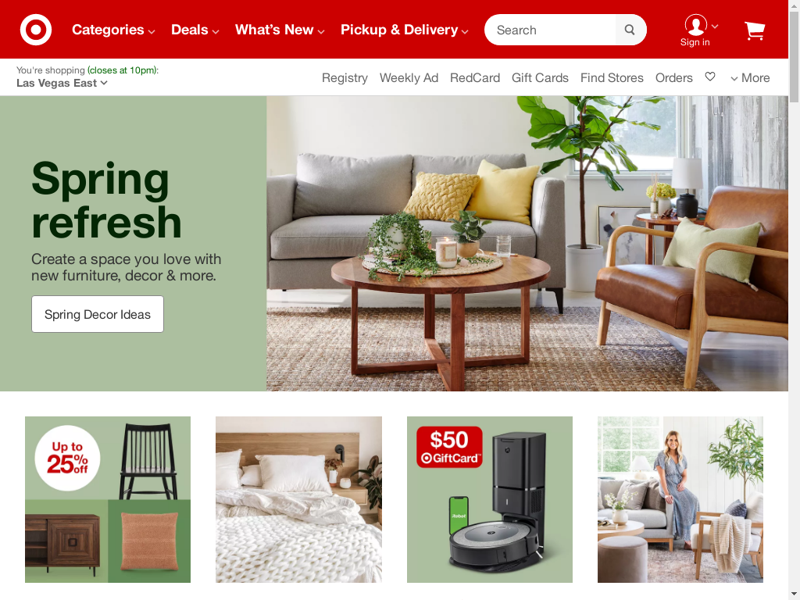 Categories
Deals
What's New
Pickup & Delivery
Search
Sign in
You're shopping (closes at 10pm):
Las Vegas East
Registry
Weekly Ad
RedCard
Gift Cards
Find Stores
Orders
More
Spring
refresh
Create a space you love with
new furniture, decor & more.
Spring Decor Ideas
Up to
25% off
$50
GiftCard